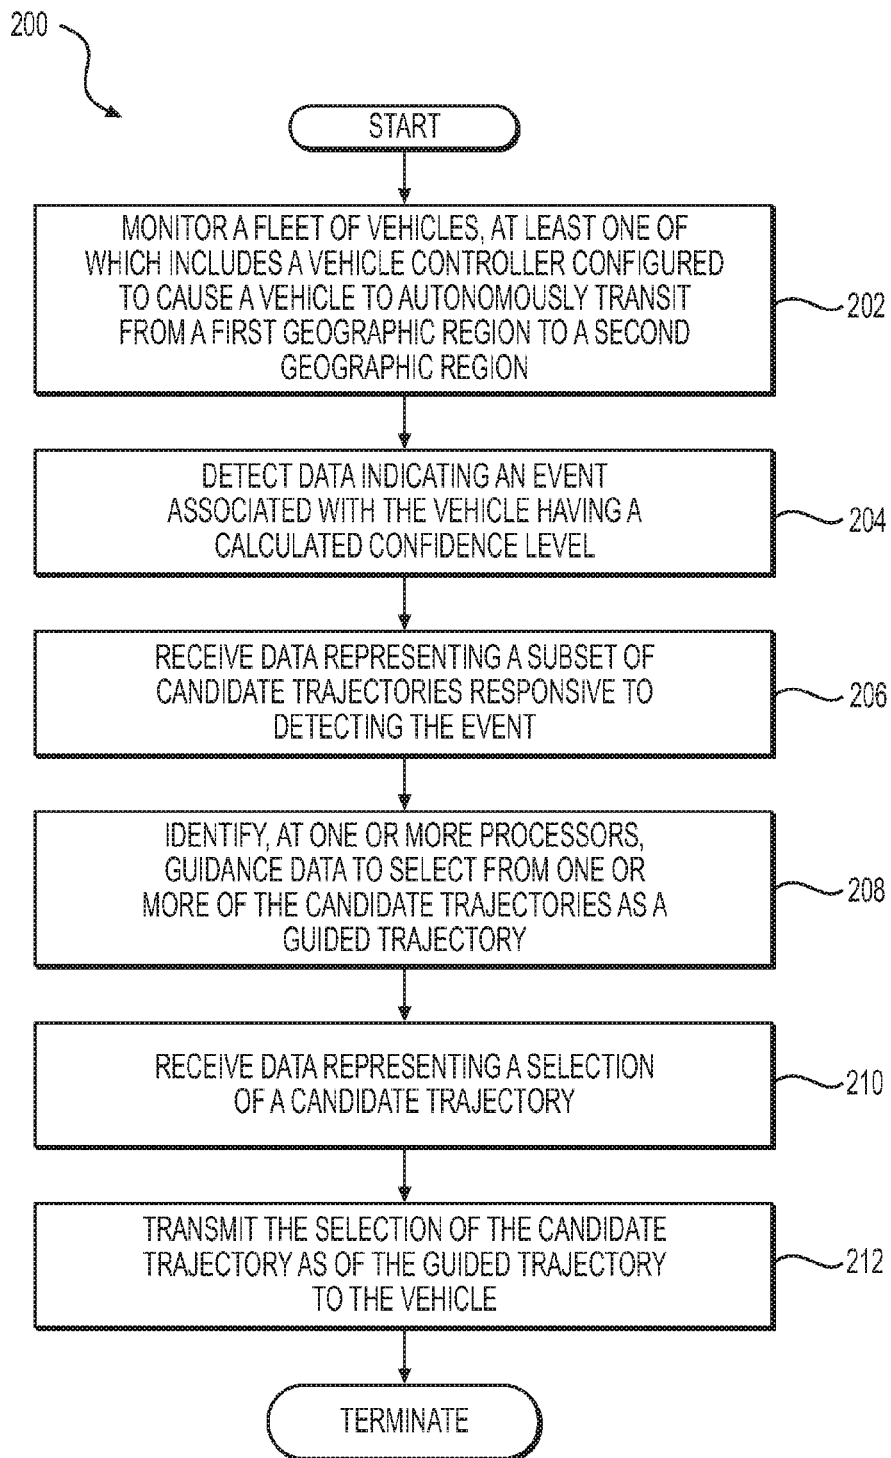 200
START
MONITOR A FLEET OF VEHICLES, AT LEAST ONE OF
WHICH INCLUDES A VEHICLE CONTROLLER CONFIGURED
TO CAUSE A VEHICLE TO AUTONOMOUSLY TRANSIT
FROM A FIRST GEOGRAPHIC REGION TO A SECOND
GEOGRAPHIC REGION
202
DETECT DATA INDICATING AN EVENT
ASSOCIATED WITH THE VEHICLE HAVING A
CALCULATED CONFIDENCE LEVEL
204
RECEIVE DATA REPRESENTING A SUBSET OF
CANDIDATE TRAJECTORIES RESPONSIVE TO
DETECTING THE EVENT
206
IDENTIFY, AT ONE OR MORE PROCESSORS,
GUIDANCE DATA TO SELECT FROM ONE OR
MORE OF THE CANDIDATE TRAJECTORIES AS A
GUIDED TRAJECTORY
208
RECEIVE DATA REPRESENTING A SELECTION
OF A CANDIDATE TRAJECTORY
210
TRANSMIT THE SELECTION OF THE CANDIDATE
TRAJECTORY AS OF THE GUIDED TRAJECTORY
TO THE VEHICLE
212
TERMINATE